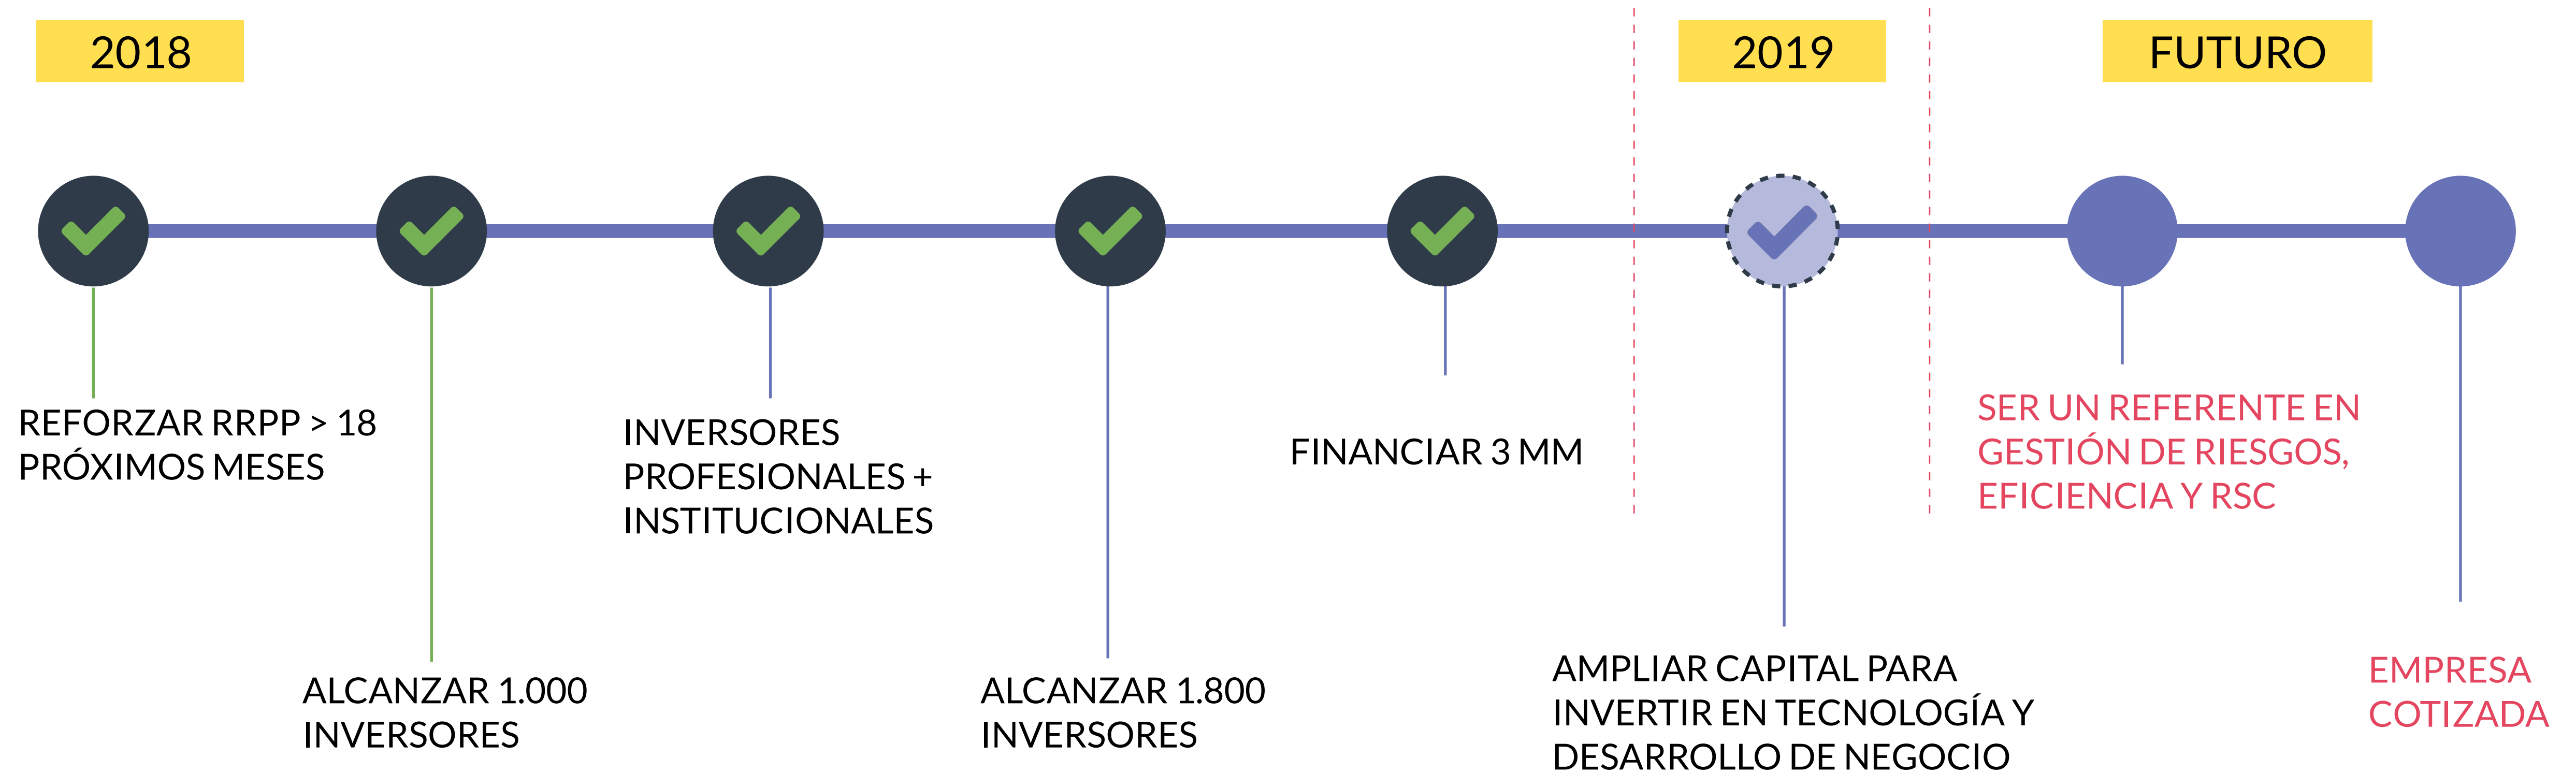 2018
2019
FUTURO
REFORZAR RRPP > 18
PRÓXIMOS MESES
ALCANZAR 1.000
INVERSORES
INVERSORES
PROFESIONALES +
INSTITUCIONALES
ALCANZAR 1.800
INVERSORES
FINANCIAR 3 MM
AMPLIAR CAPITAL PARA
INVERTIR EN TECNOLOGÍA Y
DESARROLLO DE NEGOCIO
SER UN REFERENTE EN
GESTIÓN DE RIESGOS,
EFICIENCIA Y RSC
EMPRESA
COTIZADA